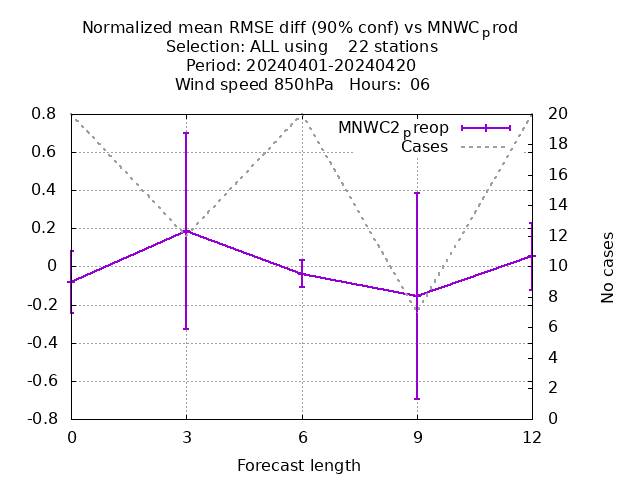 Normalized mean RMSE diff (90% conf) vs MNWCprod
Selection: ALL using    22 stations
Period: 20240401-20240420
Wind speed 850hPa   Hours:  06
MNWC2preop
Cases
0.8
0.6
0.4
0.2
0
-0.2
-0.4
-0.6
-0.8
20
18
16
14
12
10
8
6
4
2
0
No cases
0 3 6 9 12
Forecast length